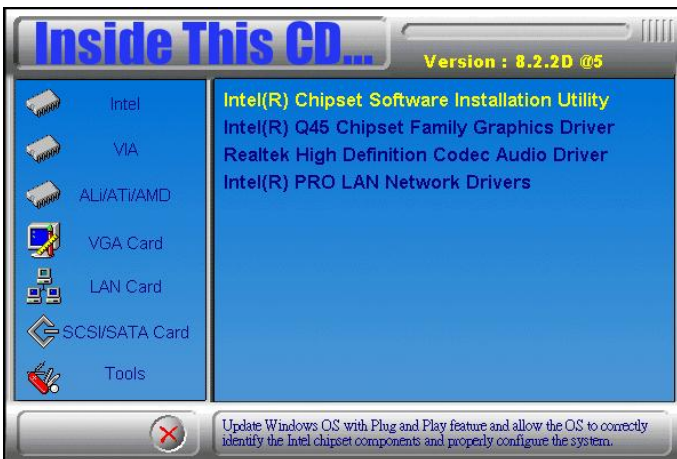 Inside This CD...
Version : 8.2.2D @5
Intel
VIA
ALi/ATi/AMD
VGA Card
LAN Card
SCSI/SATA Card
Tools
Intel(R) Chipset Software Installation Utility
Intel(R) Q45 Chipset Family Graphics Driver
Realtek High Definition Codec Audio Driver
Intel(R) PRO LAN Network Drivers
Update Windows OS with Plug and Play feature and allow the OS to correctly
identify the Intel chipset components and properly configure the system.